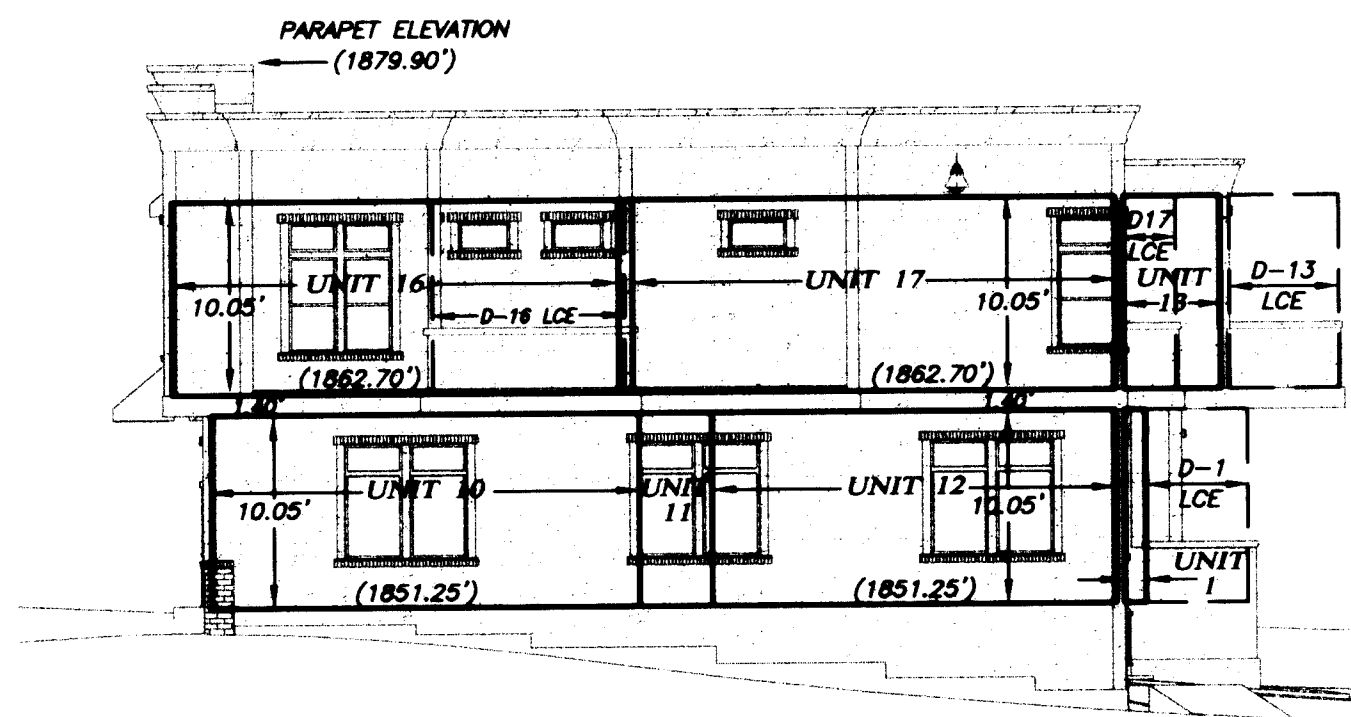 PARAPET ELEVATION
(1879.90')
D17
LCE
UNIT 16
UNIT 17
UNIT
13
D-13
LCE
10.05'
10.05'
D-16 LCE
(1862.70')
(1862.70')
1.40'
1.40'
UNIT 10
UNIT
11
UNIT 12
D-1
LCE
10.05'
10.05'
UNIT
1
(1851.25')
(1851.25')